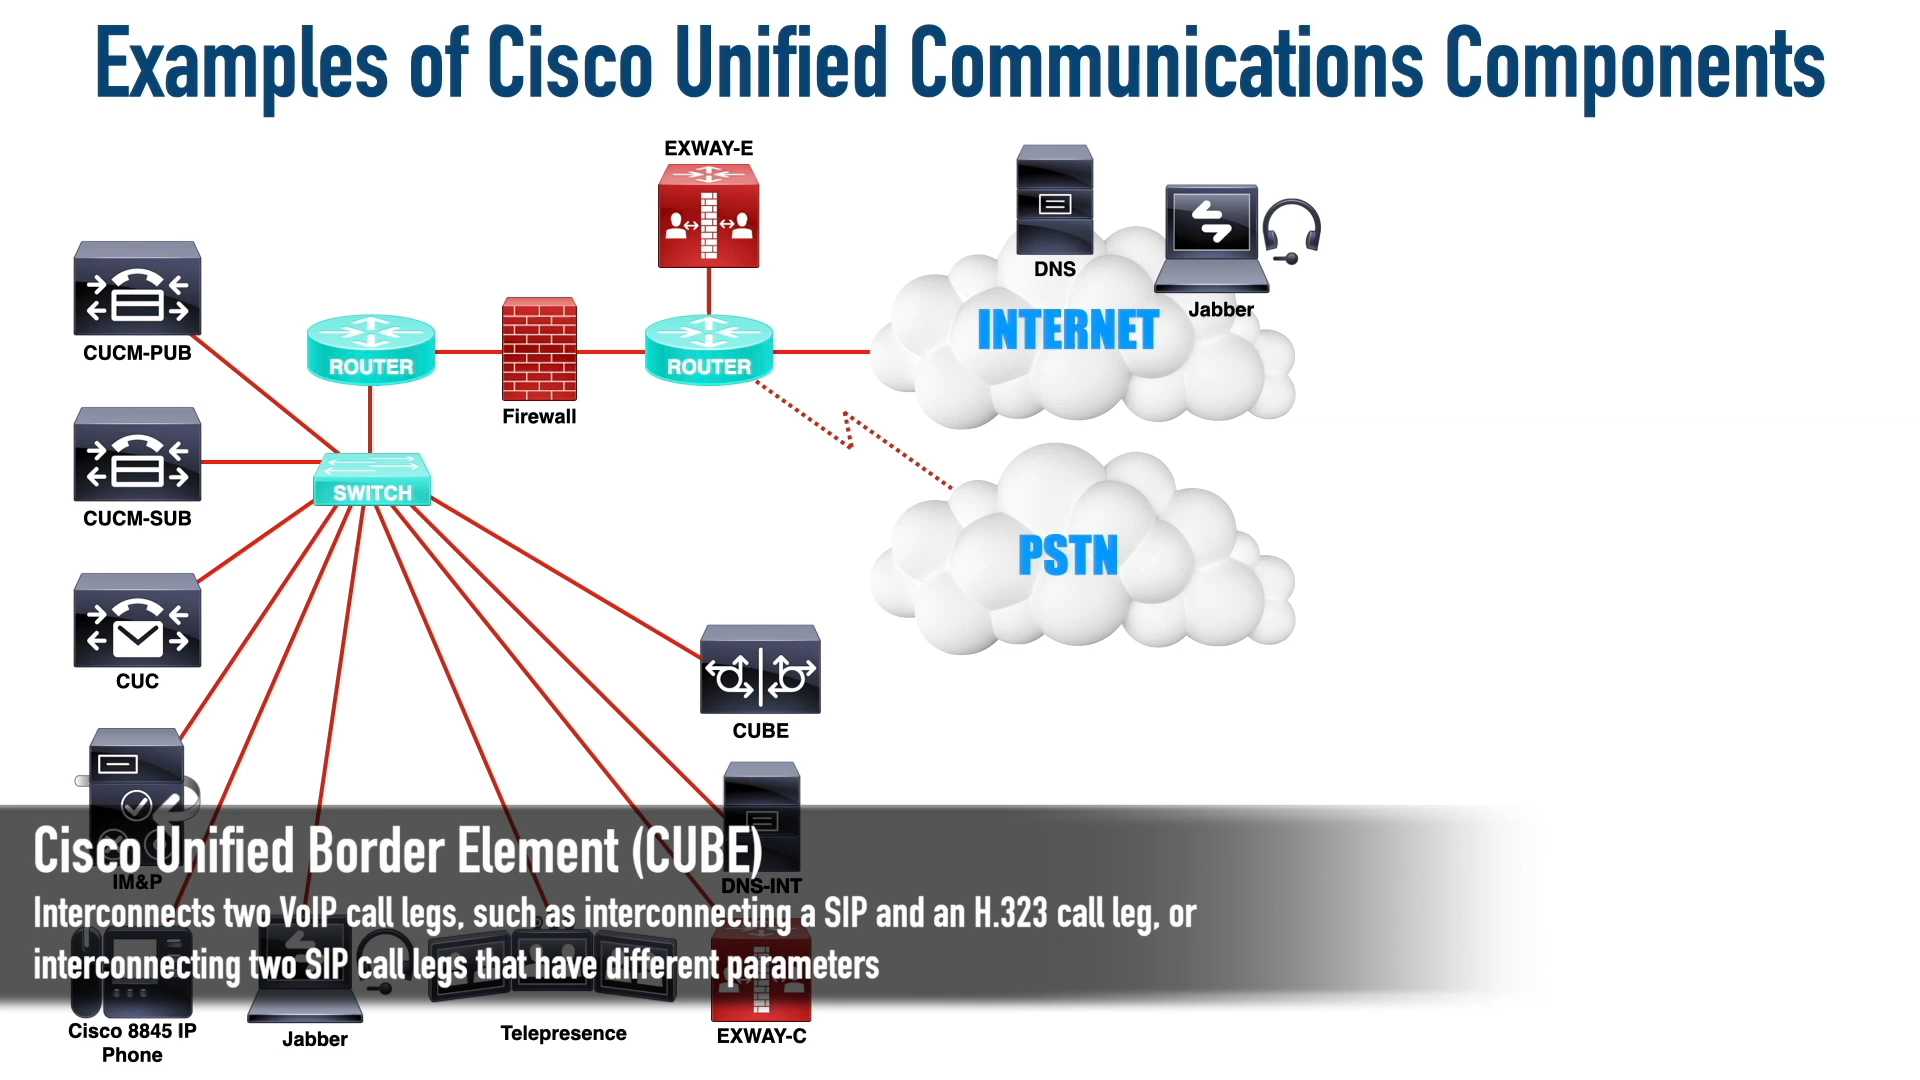 Examples of Cisco Unified Communications Components
EXWAY-E
DNS
Jabber
INTERNET
CUCM-PUB
ROUTER
Firewall
ROUTER
CUCM-SUB
SWITCH
PSTN
CUC
CUBE
IM&P
DNS-INT
Cisco Unified Border Element (CUBE)
Interconnects two VoIP call legs, such as interconnecting a SIP and an H.323 call leg, or
interconnecting two SIP call legs that have different parameters
Cisco 8845 IP
Phone
Jabber
Telepresence
EXWAY-C